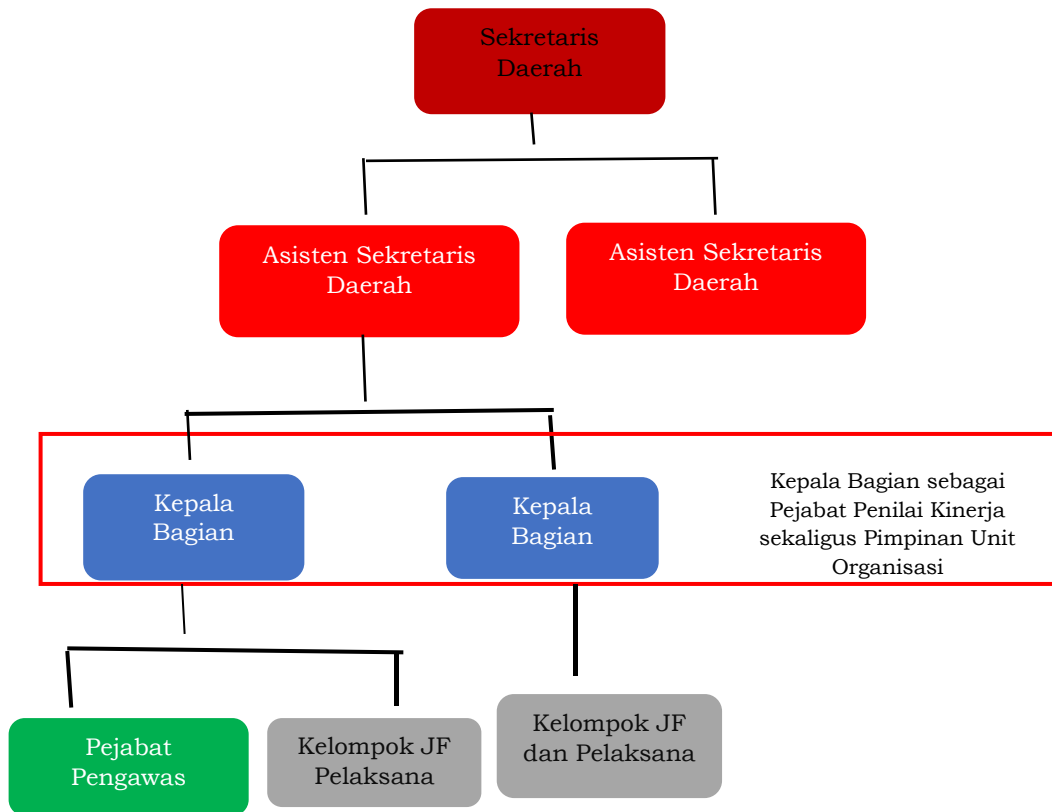 Sekretaris
Daerah
Asisten Sekretaris
Daerah
Asisten Sekretaris
Daerah
Kepala
Bagian
Kepala
Bagian
Kepala Bagian sebagai
Pejabat Penilai Kinerja
sekaligus Pimpinan Unit
Organisasi
Pejabat
Pengawas
Kelompok JF
Pelaksana
Kelompok JF
dan Pelaksana